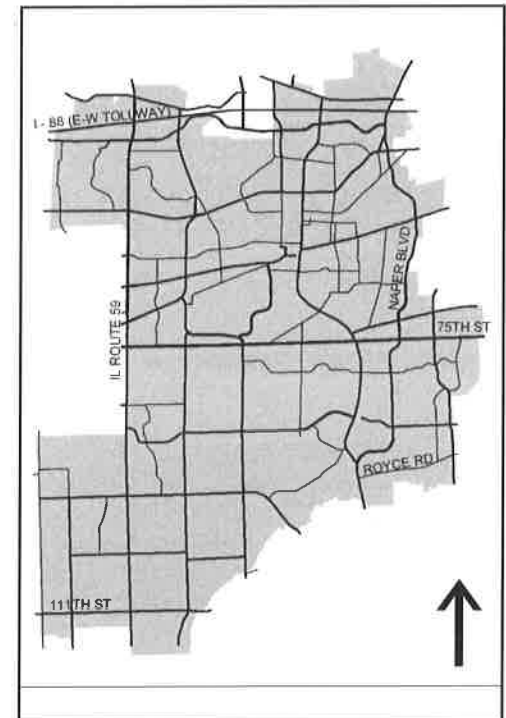 I - 88 (E-W TOLLWAY)
NAPER BLVD
IL ROUTE 59
75TH ST
ROYCE RD
111TH ST